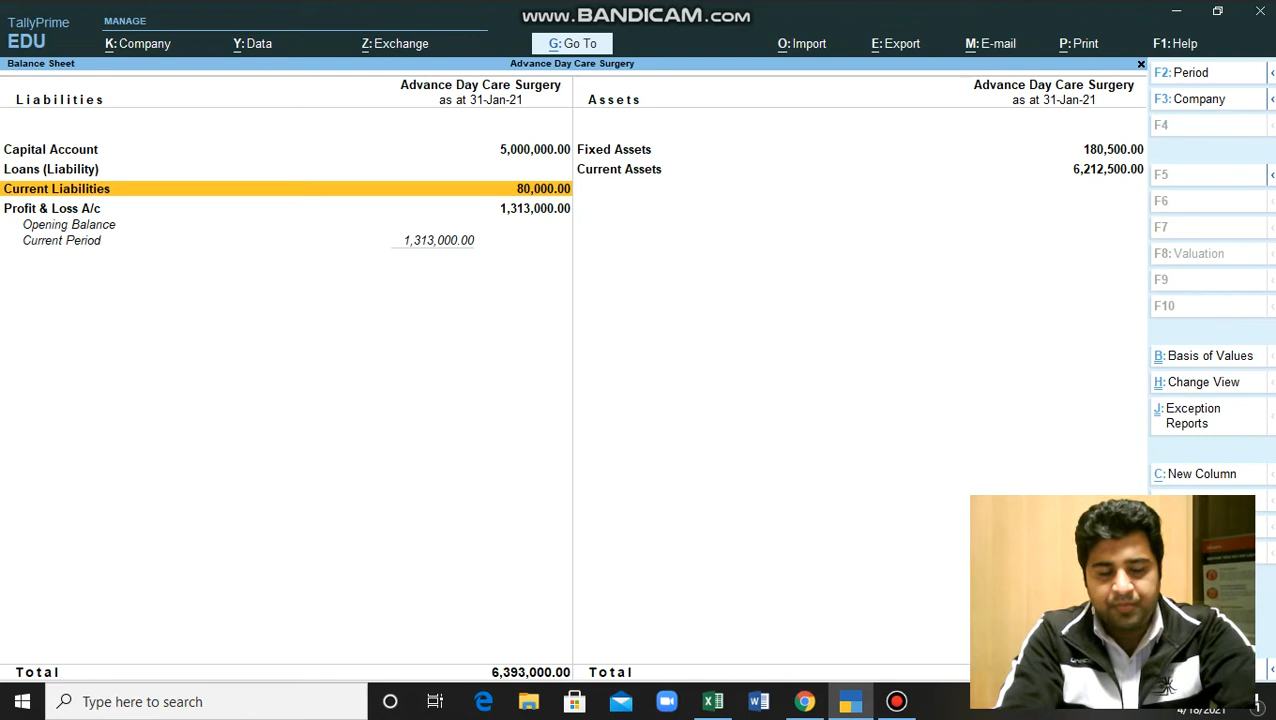 www.BANDICAM.com
TallyPrime
EDU
MANAGE
K: Company
Y: Data
Z: Exchange
G: Go To
O: Import
E: Export
M: E-mail
P: Print
F1: Help
Balance Sheet
Advance Day Care Surgery
Liabilities
Advance Day Care Surgery
as at 31-Jan-21
Assets
Advance Day Care Surgery
as at 31-Jan-21
Capital Account 5,000,000.00
Loans (Liability)
Current Liabilities 80,000.00
Profit & Loss A/c 1,313,000.00
Opening Balance
Current Period 1,313,000.00
Fixed Assets 180,500.00
Current Assets 6,212,500.00
Total 6,393,000.00
Total
F2: Period
F3: Company
F4
F5
F6
F7
F8: Valuation
F9
F10
B: Basis of Values
H: Change View
J: Exception
Reports
C: New Column
Type here to search
4/18/2021